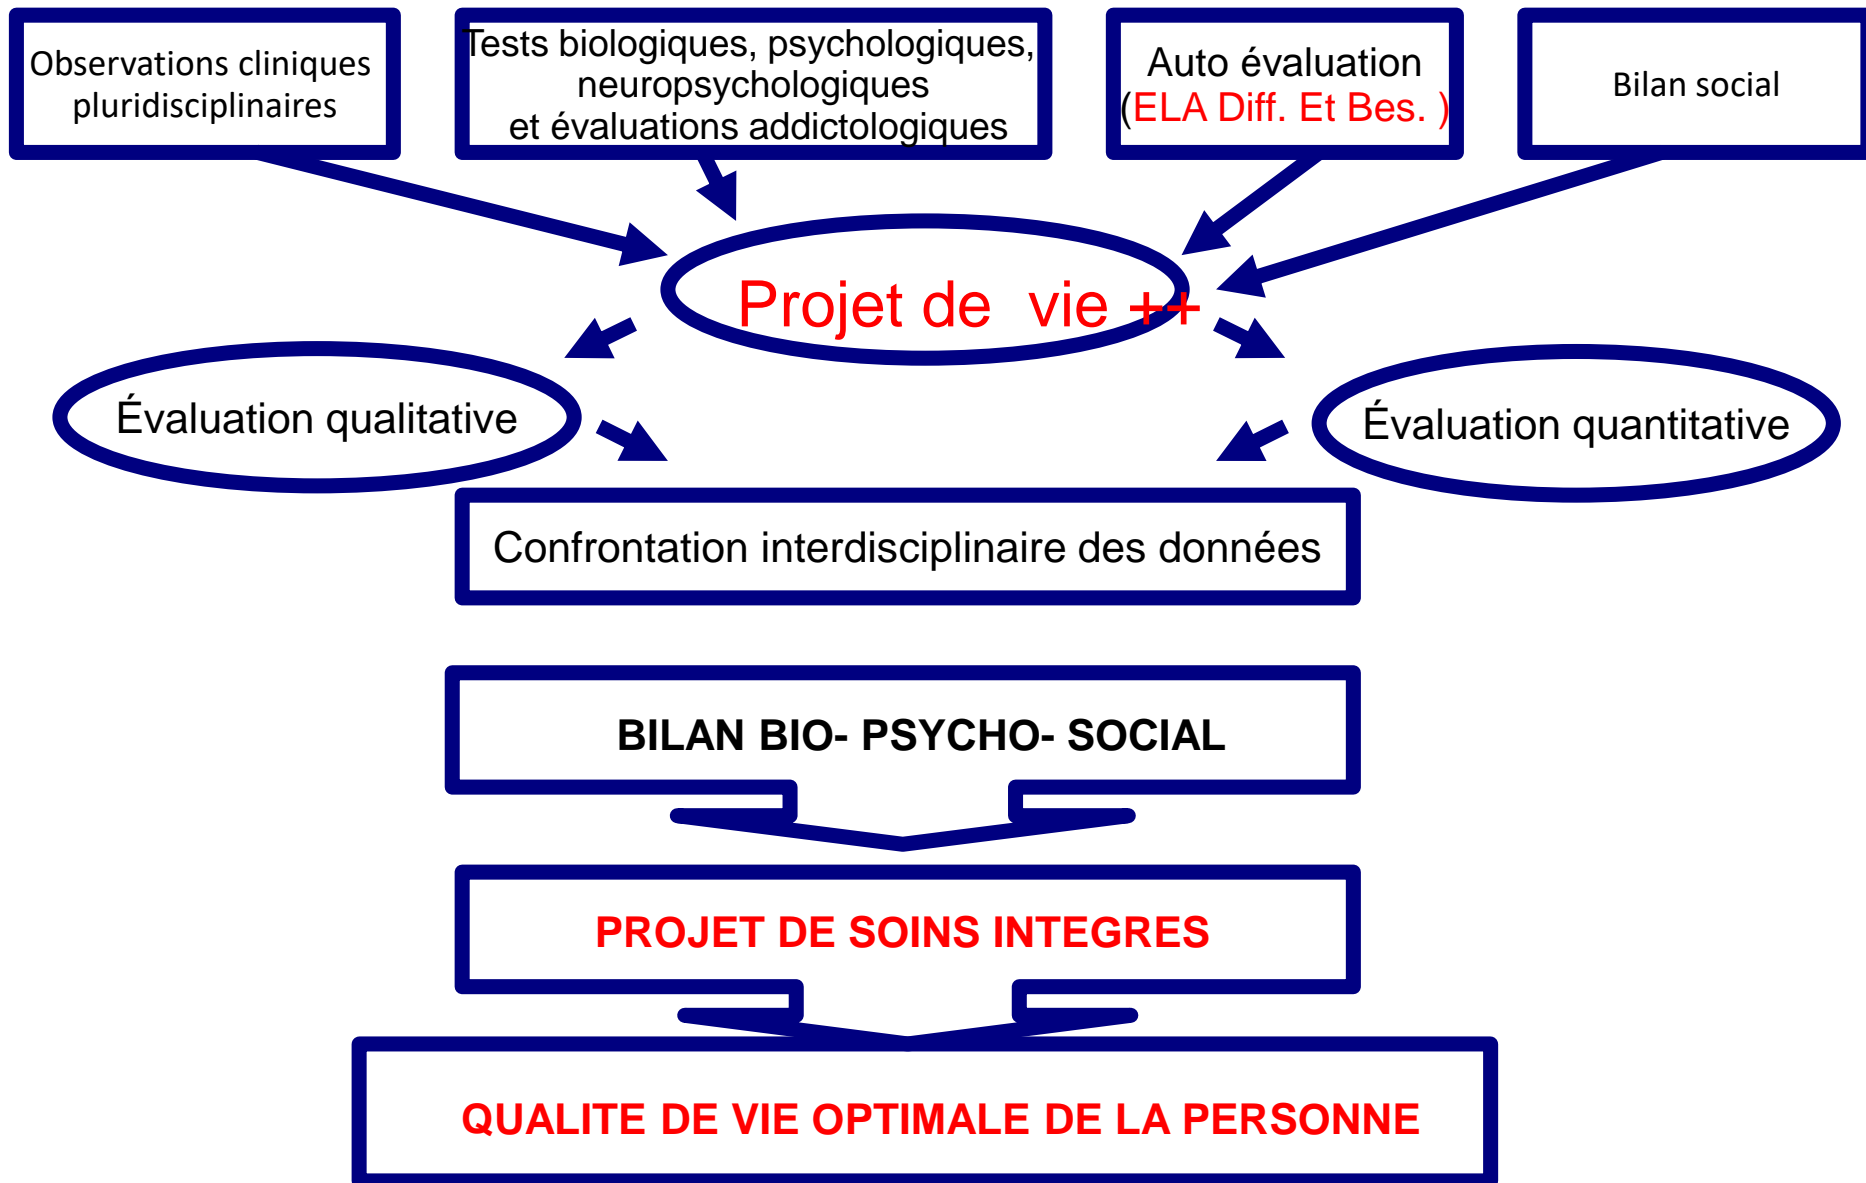 Observations cliniques
pluridisciplinaires
Tests biologiques, psychologiques,
neuropsychologiques
et évaluations addictologiques
Auto évaluation
(ELA Diff. Et Bes. )
Bilan social
Projet de vie ++
Évaluation qualitative
Évaluation quantitative
Confrontation interdisciplinaire des données
BILAN BIO- PSYCHO- SOCIAL
PROJET DE SOINS INTEGRES
QUALITE DE VIE OPTIMALE DE LA PERSONNE